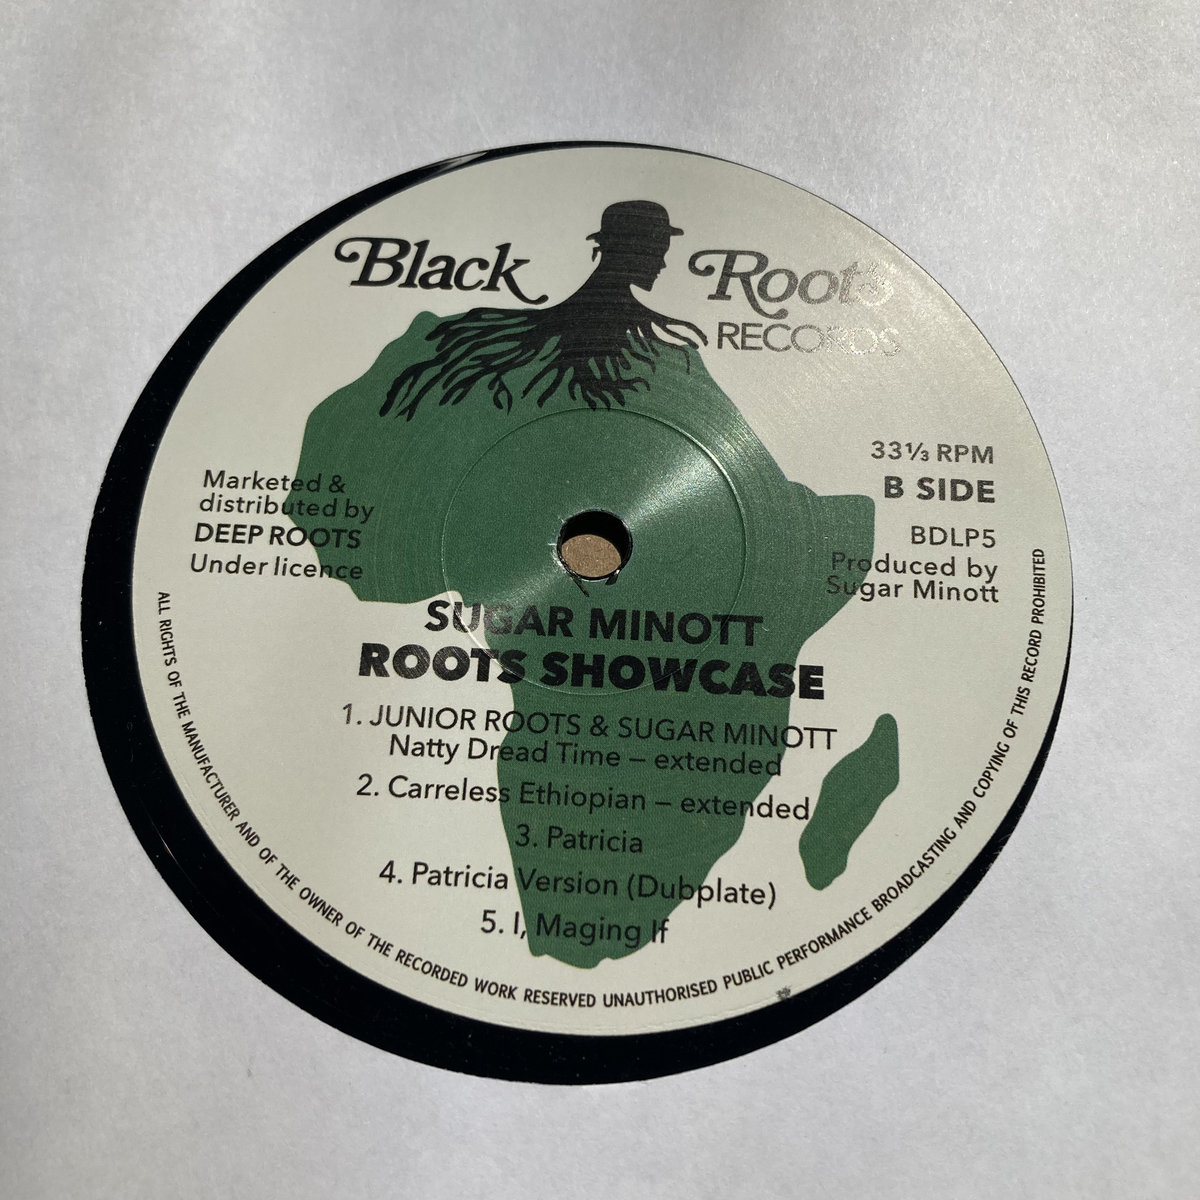 Black Roots
RECORDS
33⅓ RPM
B SIDE
BDLP5
Produced by
Sugar Minott
Marketed &
distributed by
DEEP ROOTS
Under licence
SUGAR MINOTT
ROOTS SHOWCASE
1. JUNIOR ROOTS & SUGAR MINOTT
Natty Dread Time – extended
2. Carreless Ethiopian – extended
3. Patricia
4. Patricia Version (Dubplate)
5. I, Maging If
ALL RIGHTS OF THE MANUFACTURER AND OF THE OWNER OF THE RECORDED WORK RESERVED UNAUTHORISED PUBLIC PERFORMANCE BROADCASTING AND COPYING OF THIS RECORD PROHIBITED